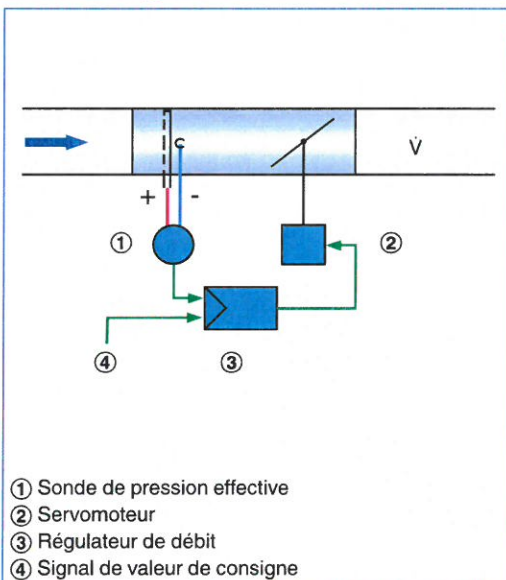 V̇
+ -
①
②
④
③
① Sonde de pression effective
② Servomoteur
③ Régulateur de débit
④ Signal de valeur de consigne